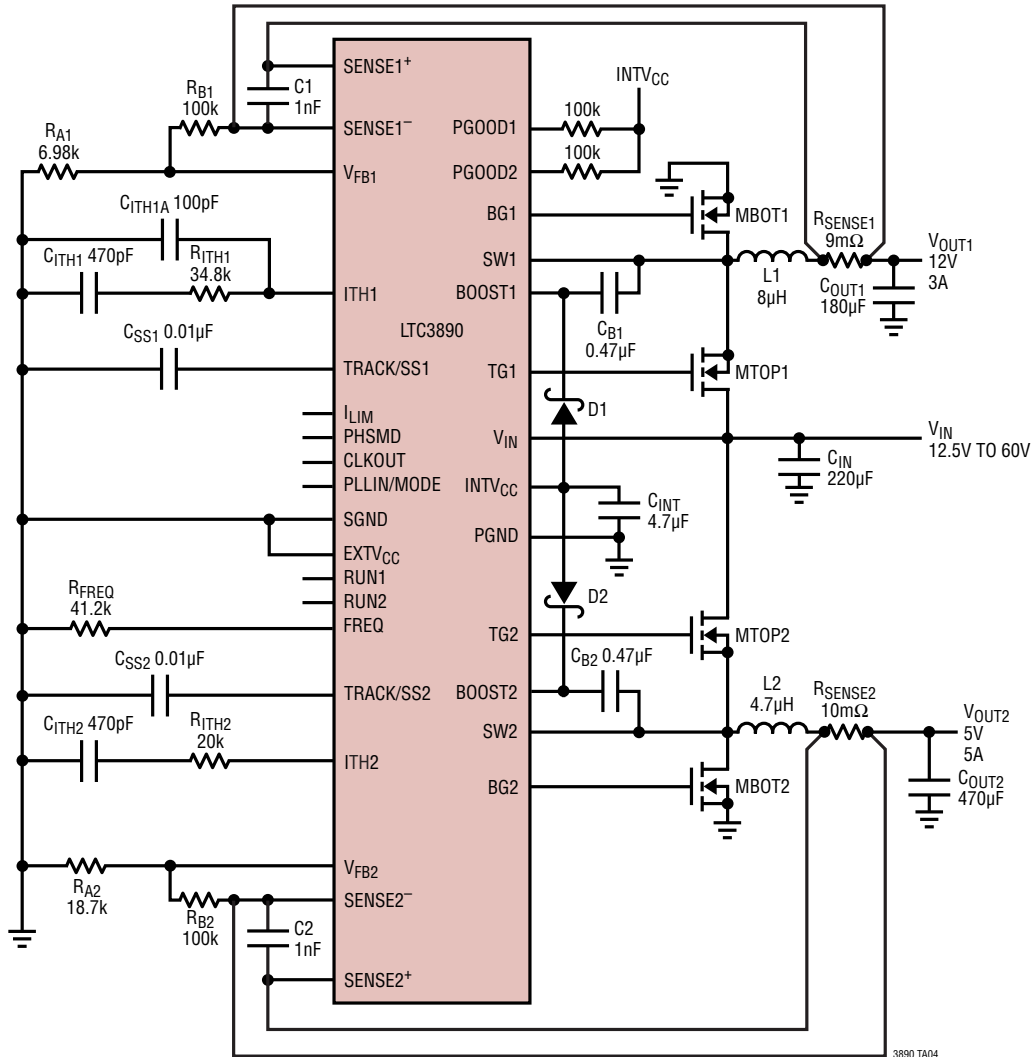 SENSE1+
INTVCC
RB1
100k
C1
1nF
100k
RA1
6.98k
SENSE1−
PGOOD1
100k
VFB1
PGOOD2
CITH1A 100pF
BG1
MBOT1
RSENSE1
9mΩ
CITH1 470pF
RITH1
34.8k
SW1
VOUT1
12V
3A
L1
8µH
COUT1
180µF
ITH1
BOOST1
CB1
0.47µF
LTC3890
CSS1 0.01µF
TRACK/SS1
TG1
MTOP1
D1
ILIM
PHSMD
VIN
VIN
12.5V TO 60V
CLKOUT
CIN
220µF
PLLIN/MODE
INTVCC
CINT
4.7µF
SGND
PGND
EXTVCC
RUN1
RUN2
D2
RFREQ
41.2k
FREQ
TG2
MTOP2
CSS2 0.01µF
CB2 0.47µF
TRACK/SS2
BOOST2
L2
4.7µH
RSENSE2
10mΩ
CITH2 470pF
RITH2
20k
SW2
VOUT2
5V
5A
ITH2
BG2
MBOT2
COUT2
470µF
VFB2
RA2
18.7k
SENSE2−
RB2
100k
C2
1nF
SENSE2+
3890 TA04